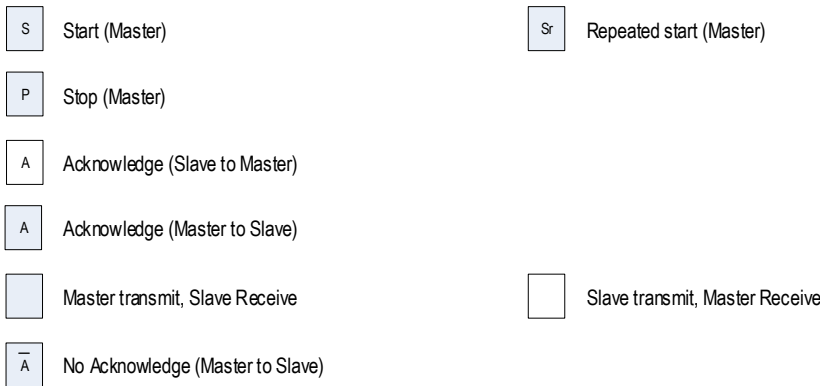 S Start (Master) Sr Repeated start (Master)
P Stop (Master)
A Acknowledge (Slave to Master)
A Acknowledge (Master to Slave)
Master transmit, Slave Receive Slave transmit, Master Receive
A̅ No Acknowledge (Master to Slave)